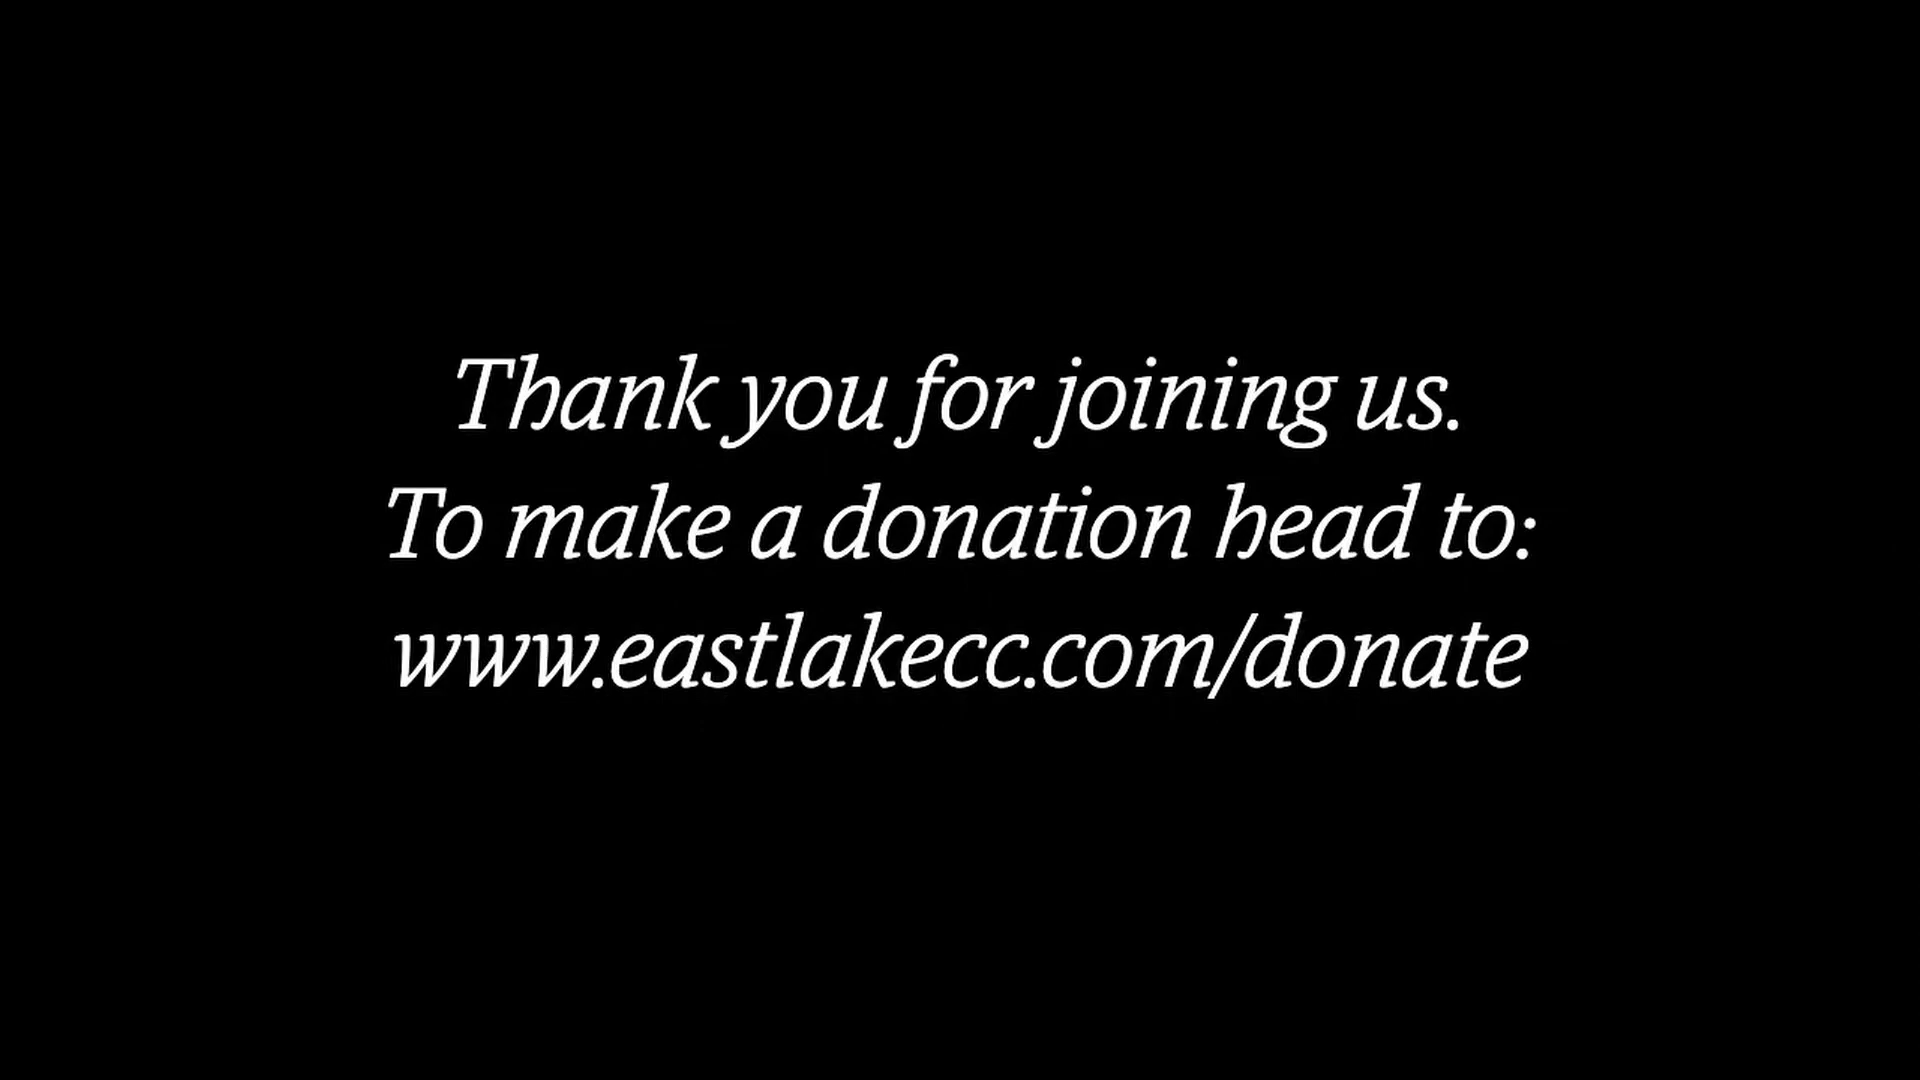 Thank you for joining us.
To make a donation head to:
www.eastlakecc.com/donate